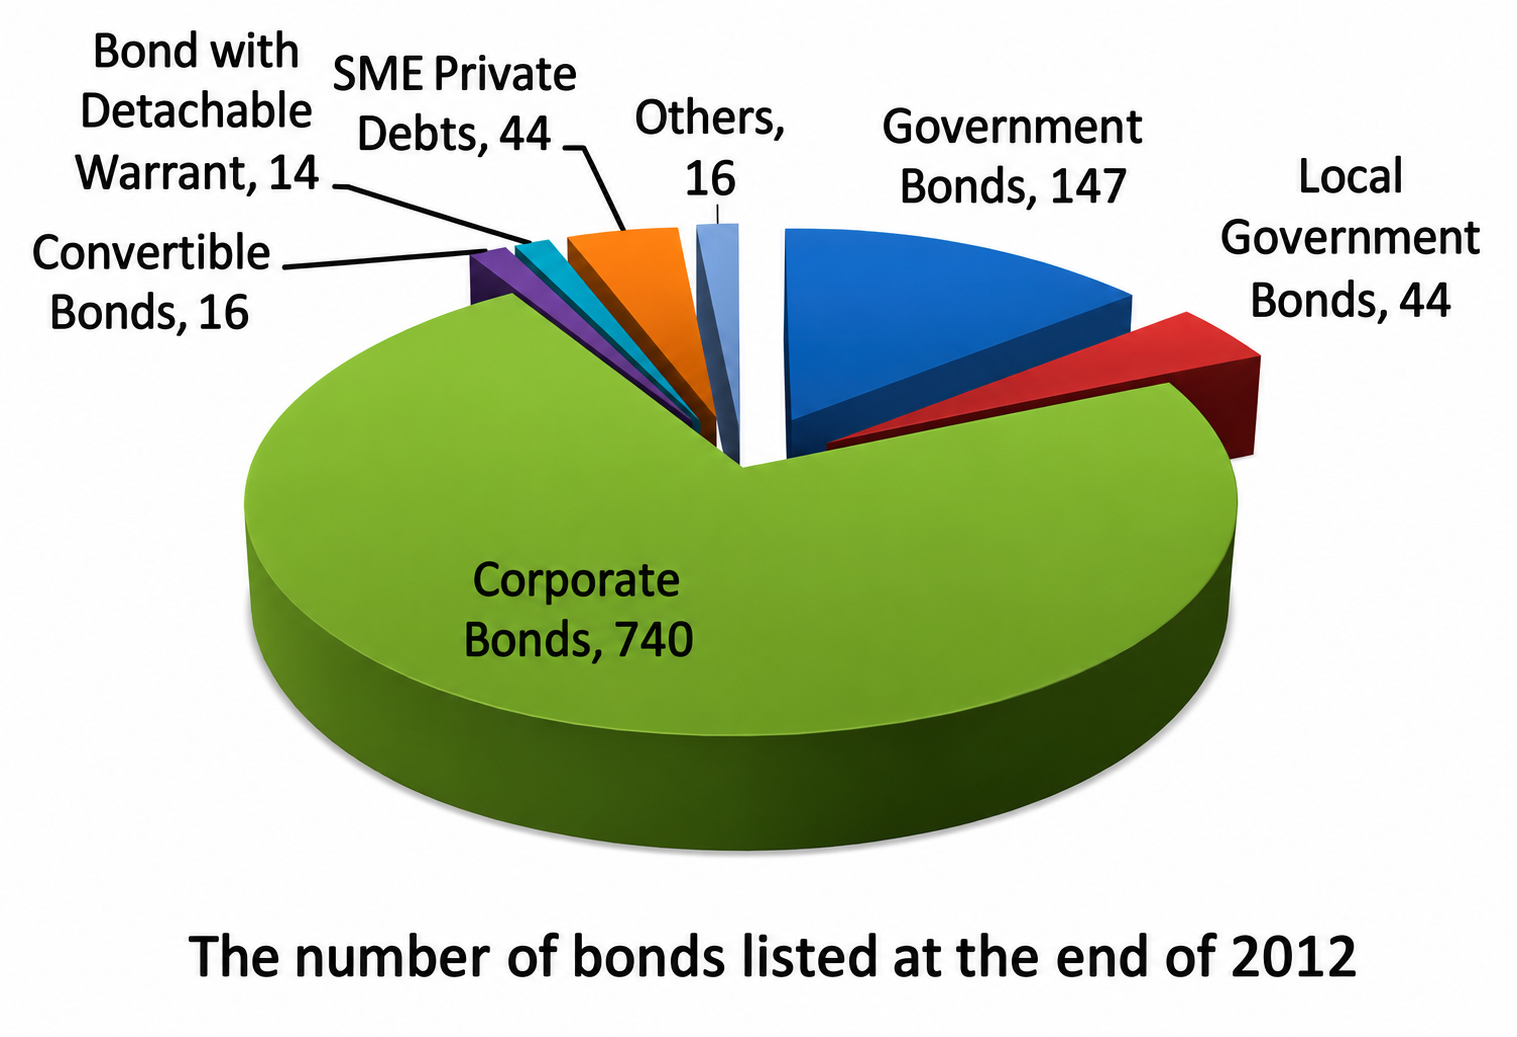 Bond with
Detachable
Warrant, 14
SME Private
Debts, 44
Others,
16
Government
Bonds, 147
Local
Government
Bonds, 44
Convertible
Bonds, 16
Corporate
Bonds, 740
The number of bonds listed at the end of 2012